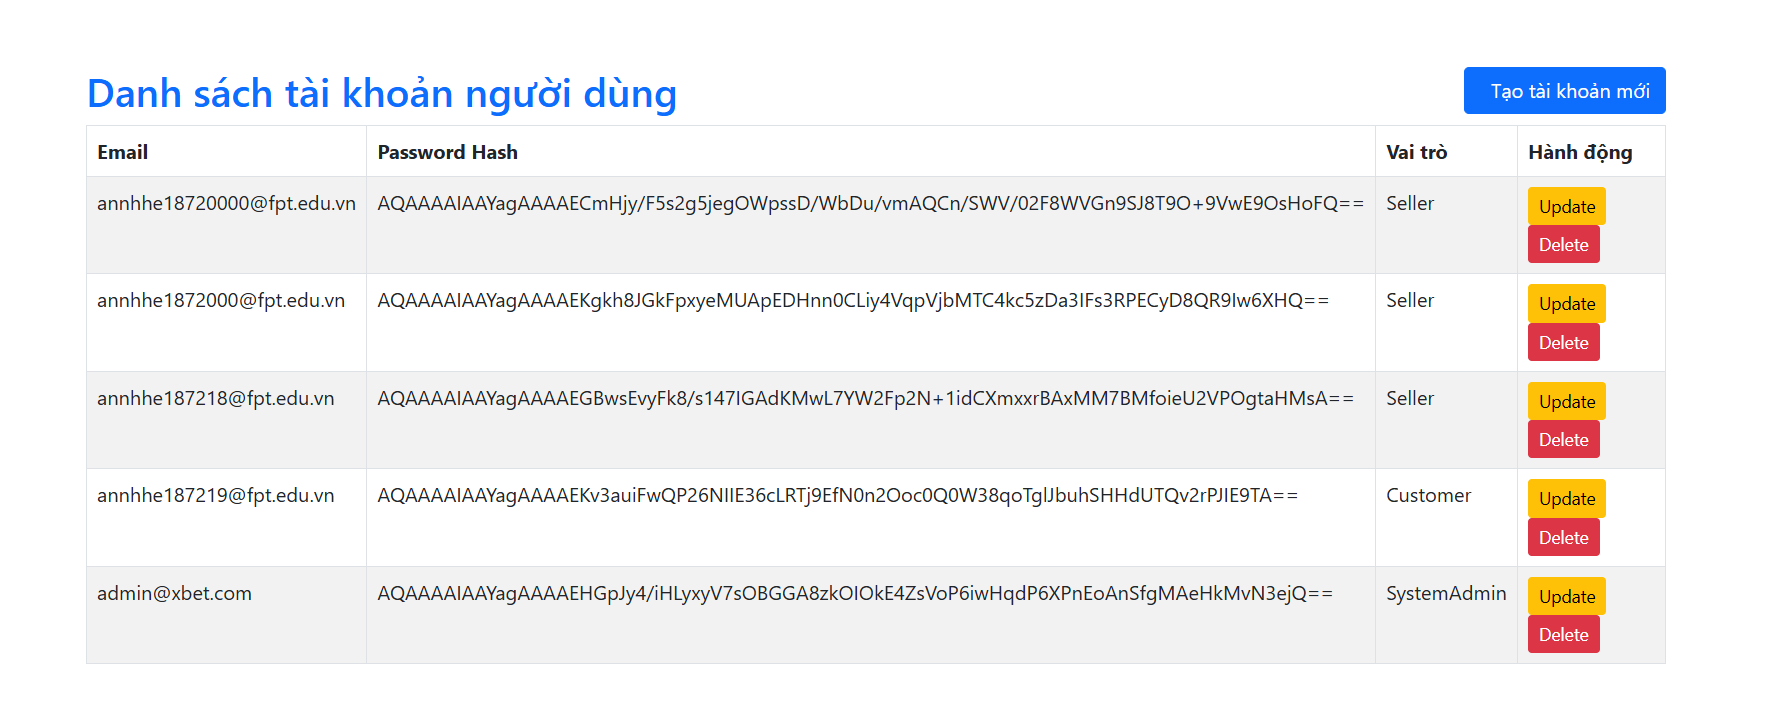 Danh sách tài khoản người dùng
Tạo tài khoản mới
Email Password Hash Vai trò Hành động
annhhe18720000@fpt.edu.vn AQAAAAIAAYagAAAAECmHjy/F5s2g5jegOWpssD/WbDu/vmAQCn/SWV/02F8WVGn9SJ8T9O+9VwE9OsHoFQ== Seller Update
Delete
annhhe1872000@fpt.edu.vn AQAAAAIAAYagAAAAEKgkh8JGkFpxyeMUApEDHnn0CLiy4VqpVjbMTC4kc5zDa3IFs3RPECyD8QR9Iw6XHQ== Seller Update
Delete
annhhe187218@fpt.edu.vn AQAAAAIAAYagAAAAEGBwsEvyFk8/s147IGAdKMwL7YW2Fp2N+1idCXmxxrBAxMM7BMfoieU2VPOgtaHMsA== Seller Update
Delete
annhhe187219@fpt.edu.vn AQAAAAIAAYagAAAAEKv3auiFwQP26NIIE36cLRTj9EfN0n2Ooc0Q0W38qoTglJbuhSHHdUTQv2rPJIE9TA== Customer Update
Delete
admin@xbet.com AQAAAAIAAYagAAAAEHGpJy4/iHLyxyV7sOBGGA8zkOIOkE4ZsVoP6iwHqdP6XPnEoAnSfgMAeHkMvN3ejQ== SystemAdmin Update
Delete